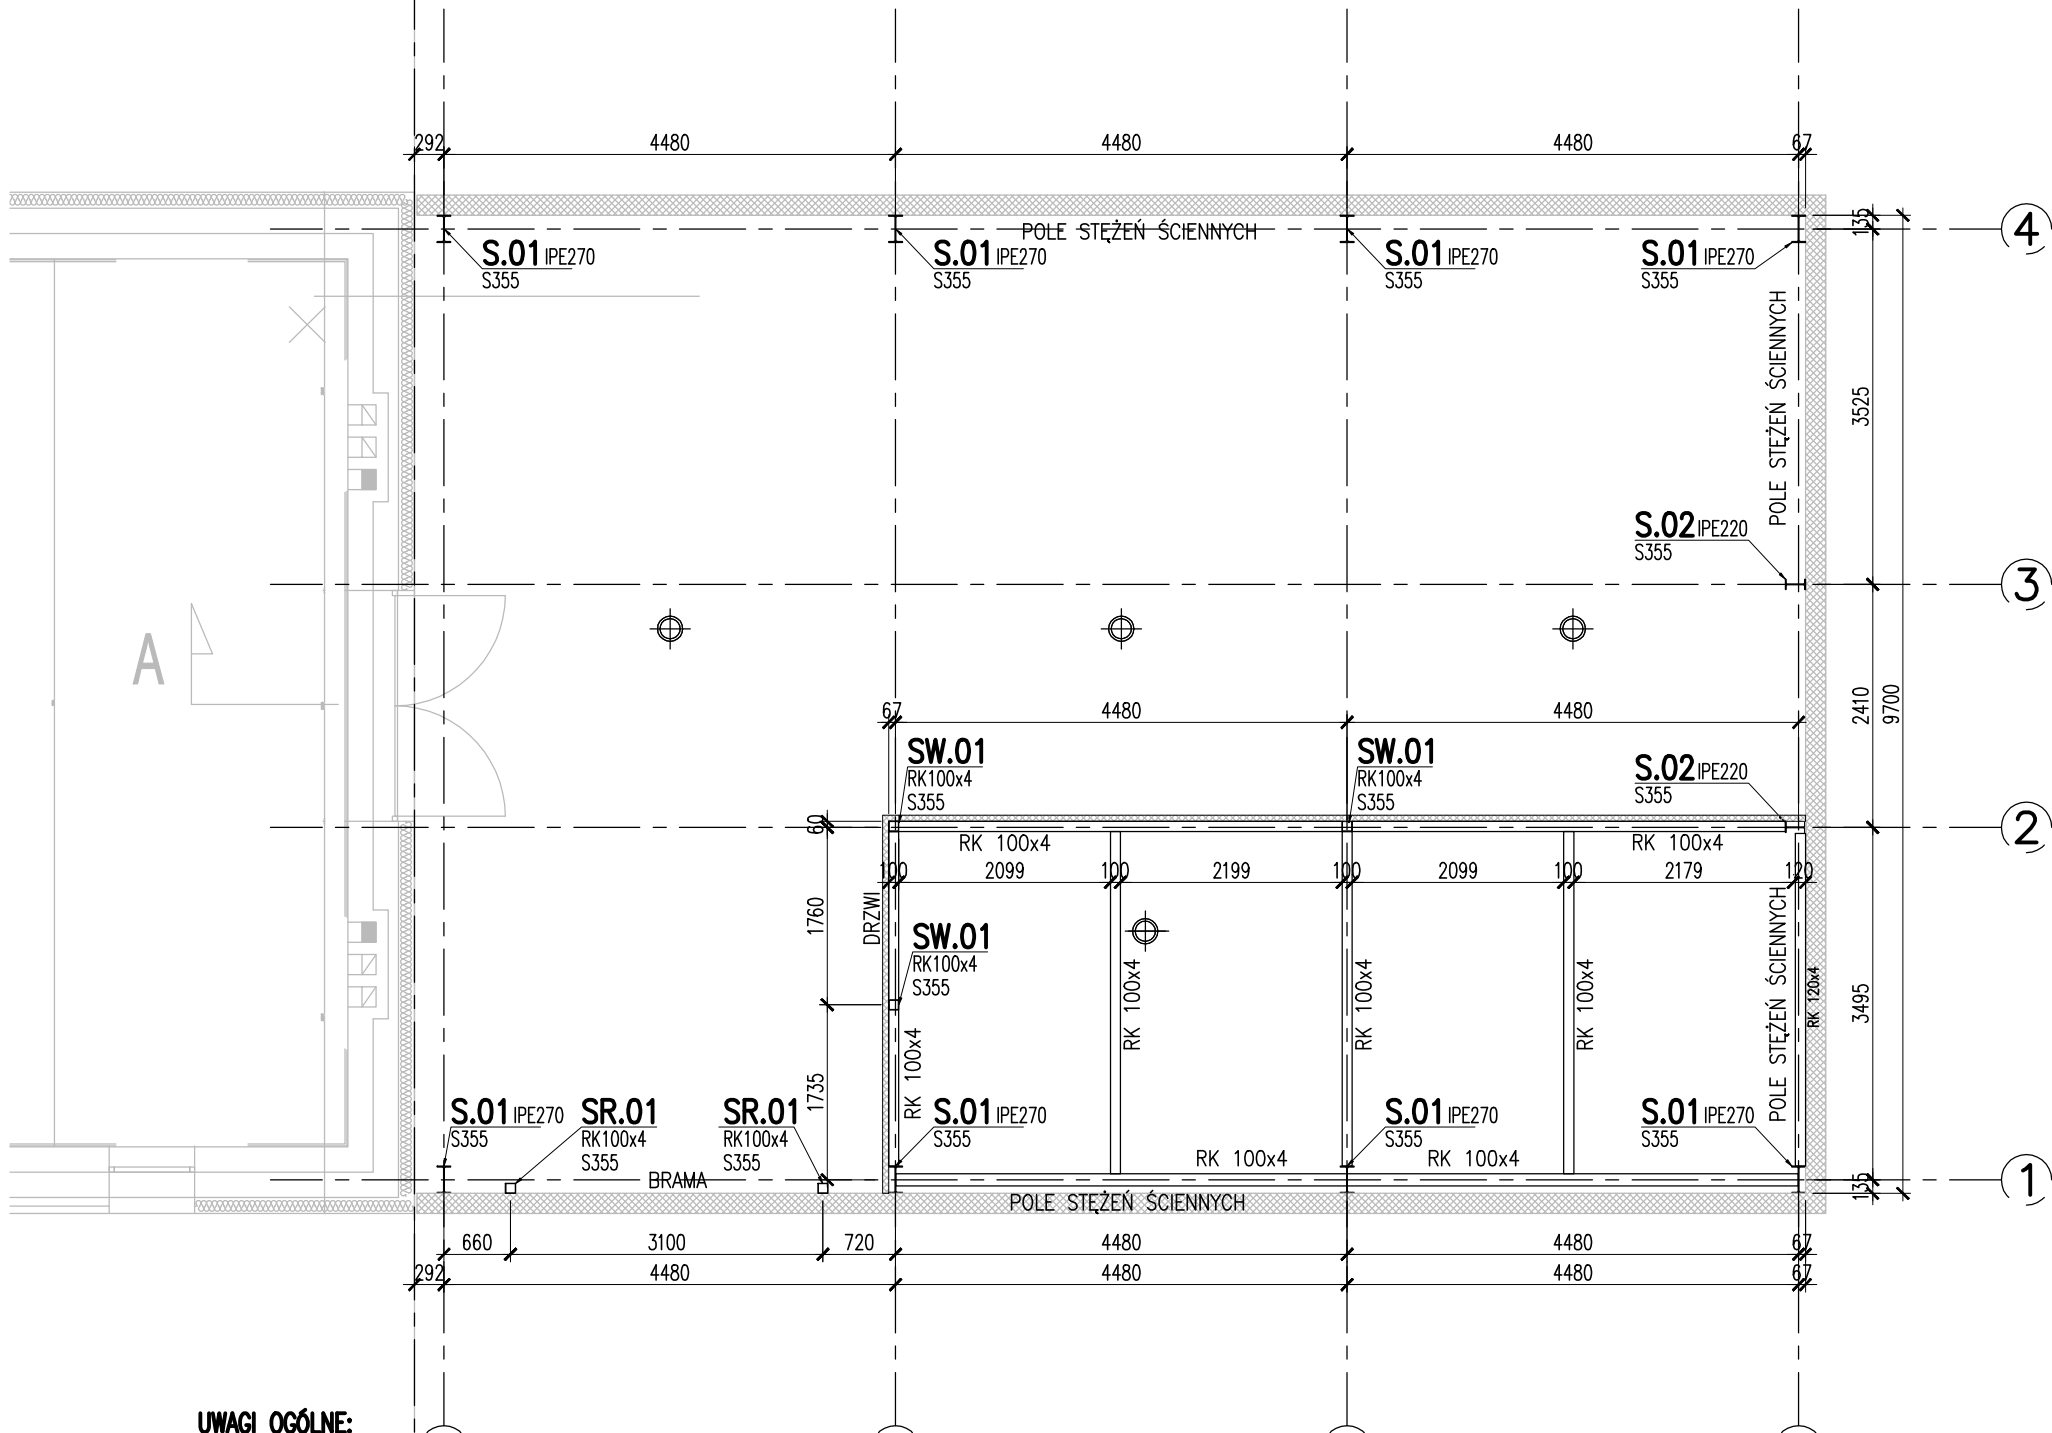 292 4480 4480 4480 67
135
4
POLE STĘŻEŃ ŚCIENNYCH
S.01 IPE270
S355
S.01 IPE270
S355
S.01 IPE270
S355
S.01 IPE270
S355
POLE STĘŻEŃ ŚCIENNYCH
3525
S.02 IPE220
S355
3
A
2410
9700
67 4480 4480
SW.01
RK100x4
S355
SW.01
RK100x4
S355
S.02 IPE220
S355
60
2
RK 100x4
RK 100x4
100 2099 100 2199 100 2099 100 2179 120
1760
DRZWI
SW.01
RK100x4
S355
RK 100x4
RK 100x4
RK 100x4
RK 100x4
POLE STĘŻEŃ ŚCIENNYCH
RK 120x4
3495
1735
S.01 IPE270
S355
SR.01
RK100x4
S355
SR.01
RK100x4
S355
S.01 IPE270
S355
S.01 IPE270
S355
S.01 IPE270
S355
RK 100x4
RK 100x4
BRAMA
1
135
POLE STĘŻEŃ ŚCIENNYCH
660 3100 720 4480 4480 67
292 4480 4480 4480 67
UWAGI OGÓLNE: